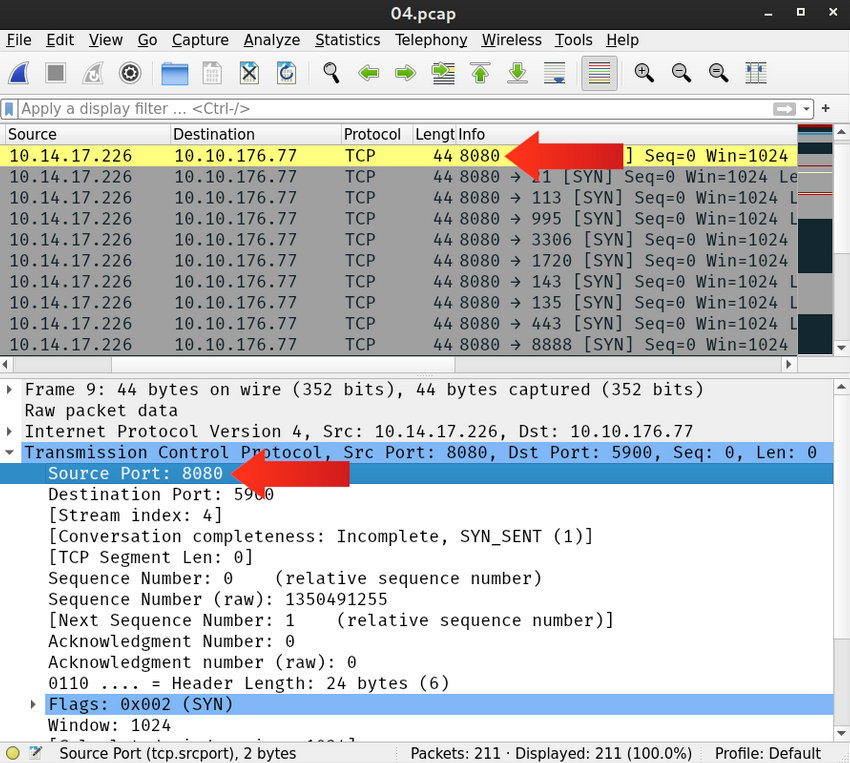 04.pcap
File Edit View Go Capture Analyze Statistics Telephony Wireless Tools Help
Apply a display filter … <Ctrl-/>
Source Destination Protocol Lengt Info
10.14.17.226 10.10.176.77 TCP 44 8080 ] Seq=0 Win=1024
10.14.17.226 10.10.176.77 TCP 44 8080 → 21 [SYN] Seq=0 Win=1024 Le
10.14.17.226 10.10.176.77 TCP 44 8080 → 113 [SYN] Seq=0 Win=1024 L
10.14.17.226 10.10.176.77 TCP 44 8080 → 995 [SYN] Seq=0 Win=1024 L
10.14.17.226 10.10.176.77 TCP 44 8080 → 3306 [SYN] Seq=0 Win=1024
10.14.17.226 10.10.176.77 TCP 44 8080 → 1720 [SYN] Seq=0 Win=1024
10.14.17.226 10.10.176.77 TCP 44 8080 → 143 [SYN] Seq=0 Win=1024 L
10.14.17.226 10.10.176.77 TCP 44 8080 → 135 [SYN] Seq=0 Win=1024 L
10.14.17.226 10.10.176.77 TCP 44 8080 → 443 [SYN] Seq=0 Win=1024 L
10.14.17.226 10.10.176.77 TCP 44 8080 → 8888 [SYN] Seq=0 Win=1024
Frame 9: 44 bytes on wire (352 bits), 44 bytes captured (352 bits)
Raw packet data
Internet Protocol Version 4, Src: 10.14.17.226, Dst: 10.10.176.77
Transmission Control Protocol, Src Port: 8080, Dst Port: 5900, Seq: 0, Len: 0
Source Port: 8080
Destination Port: 5900
[Stream index: 4]
[Conversation completeness: Incomplete, SYN_SENT (1)]
[TCP Segment Len: 0]
Sequence Number: 0 (relative sequence number)
Sequence Number (raw): 1350491255
[Next Sequence Number: 1 (relative sequence number)]
Acknowledgment Number: 0
Acknowledgment number (raw): 0
0110 .... = Header Length: 24 bytes (6)
Flags: 0x002 (SYN)
Window: 1024
Source Port (tcp.srcport), 2 bytes Packets: 211 · Displayed: 211 (100.0%) Profile: Default